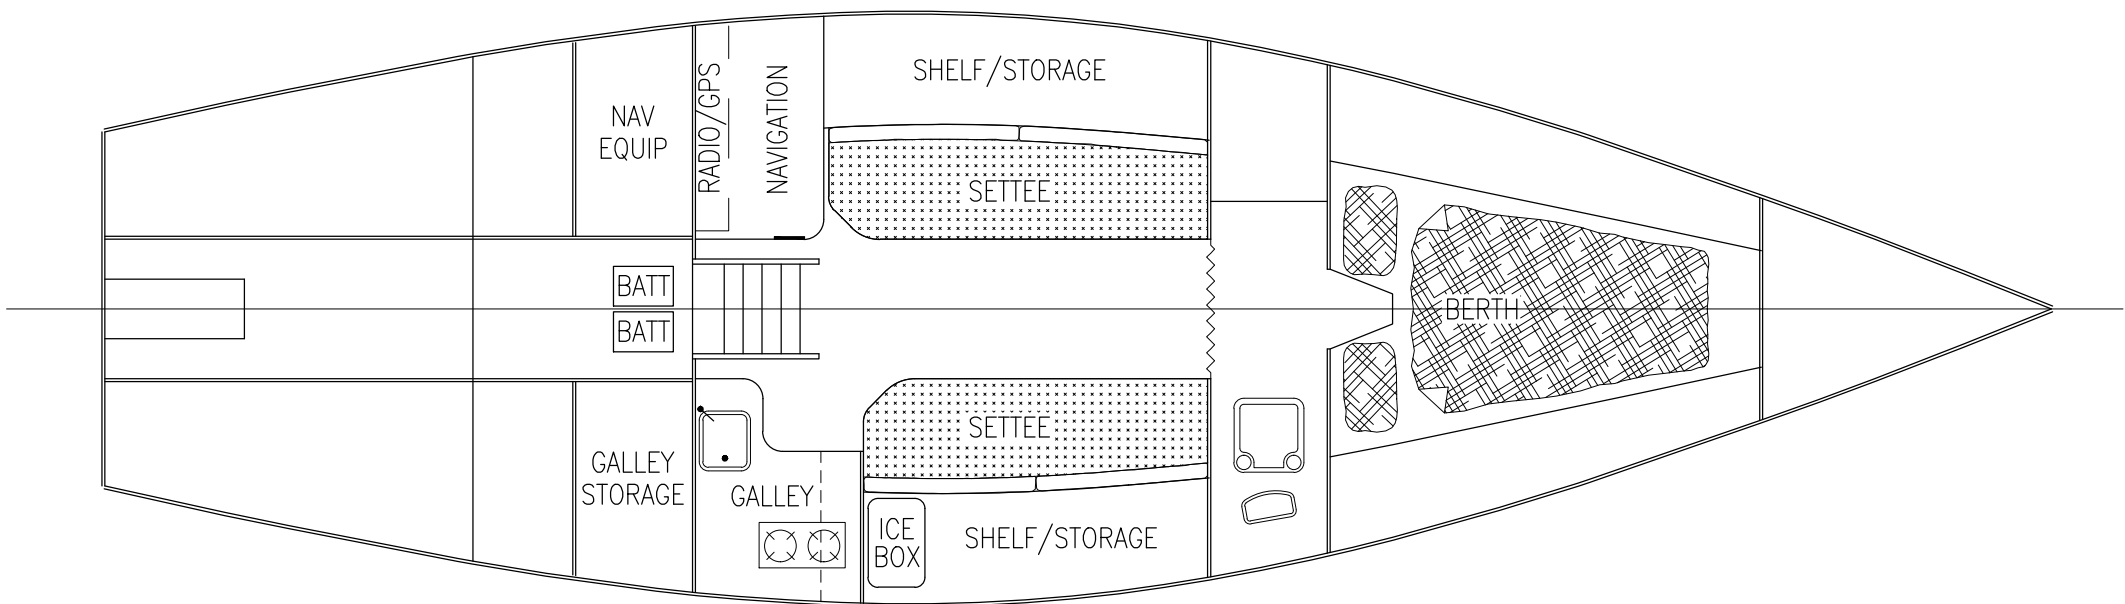 SHELF/STORAGE
NAV
EQUIP
RADIO/GPS
NAVIGATION
SETTEE
BATT
BATT
BERTH
SETTEE
GALLEY
STORAGE
GALLEY
ICE
BOX
SHELF/STORAGE